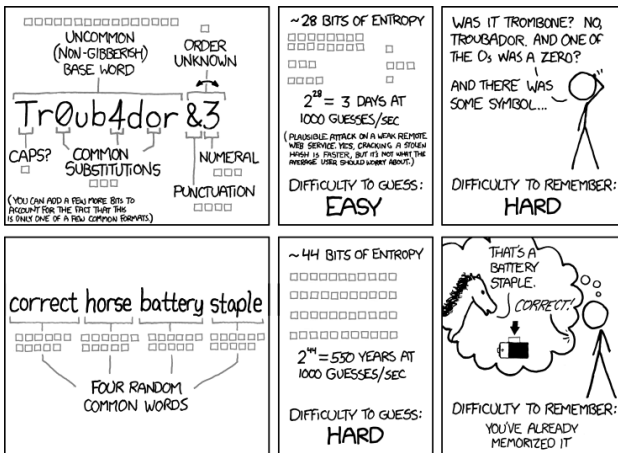 UNCOMMON
(NON-GIBBERISH)
BASE WORD
ORDER
UNKNOWN
Tr0ub4dor &3
CAPS?
COMMON
SUBSTITUTIONS
NUMERAL
PUNCTUATION
(YOU CAN ADD A FEW MORE BITS TO
ACCOUNT FOR THE FACT THAT THIS
IS ONLY ONE OF A FEW COMMON FORMATS.)
~28 BITS OF ENTROPY
2^28 = 3 DAYS AT
1000 GUESSES/SEC
(PLAUSIBLE ATTACK ON A WEAK REMOTE
WEB SERVICE. YES, CRACKING A STOLEN
HASH IS FASTER, BUT IT'S NOT WHAT THE
AVERAGE USER SHOULD WORRY ABOUT.)
DIFFICULTY TO GUESS:
EASY
WAS IT TROMBONE? NO,
TROUBADOR. AND ONE OF
THE Os WAS A ZERO?
AND THERE WAS
SOME SYMBOL...
DIFFICULTY TO REMEMBER:
HARD
correct horse battery staple
FOUR RANDOM
COMMON WORDS
~44 BITS OF ENTROPY
2^44 = 550 YEARS AT
1000 GUESSES/SEC
DIFFICULTY TO GUESS:
HARD
THAT'S A
BATTERY
STAPLE.
CORRECT!
DIFFICULTY TO REMEMBER:
YOU'VE ALREADY
MEMORIZED IT